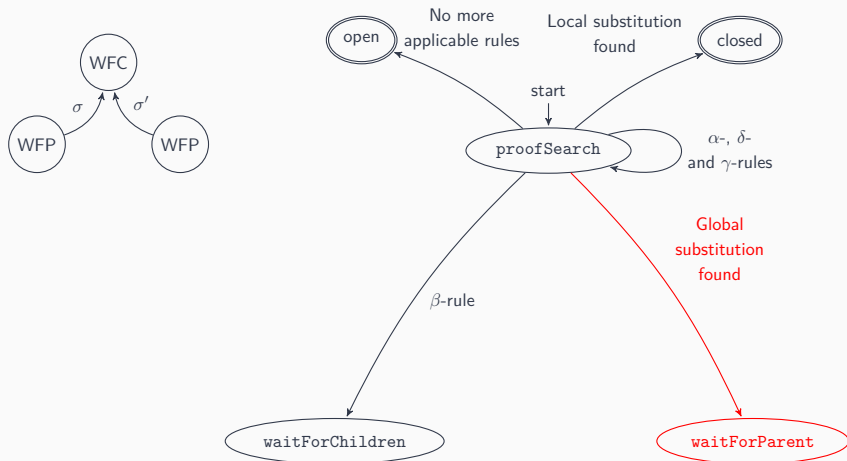 WFC
σ
σ′
WFP
WFP
open
No more
applicable rules
Local substitution
found
closed
start
proofSearch
α-, δ-
and γ-rules
Global
substitution
found
β-rule
waitForChildren
waitForParent